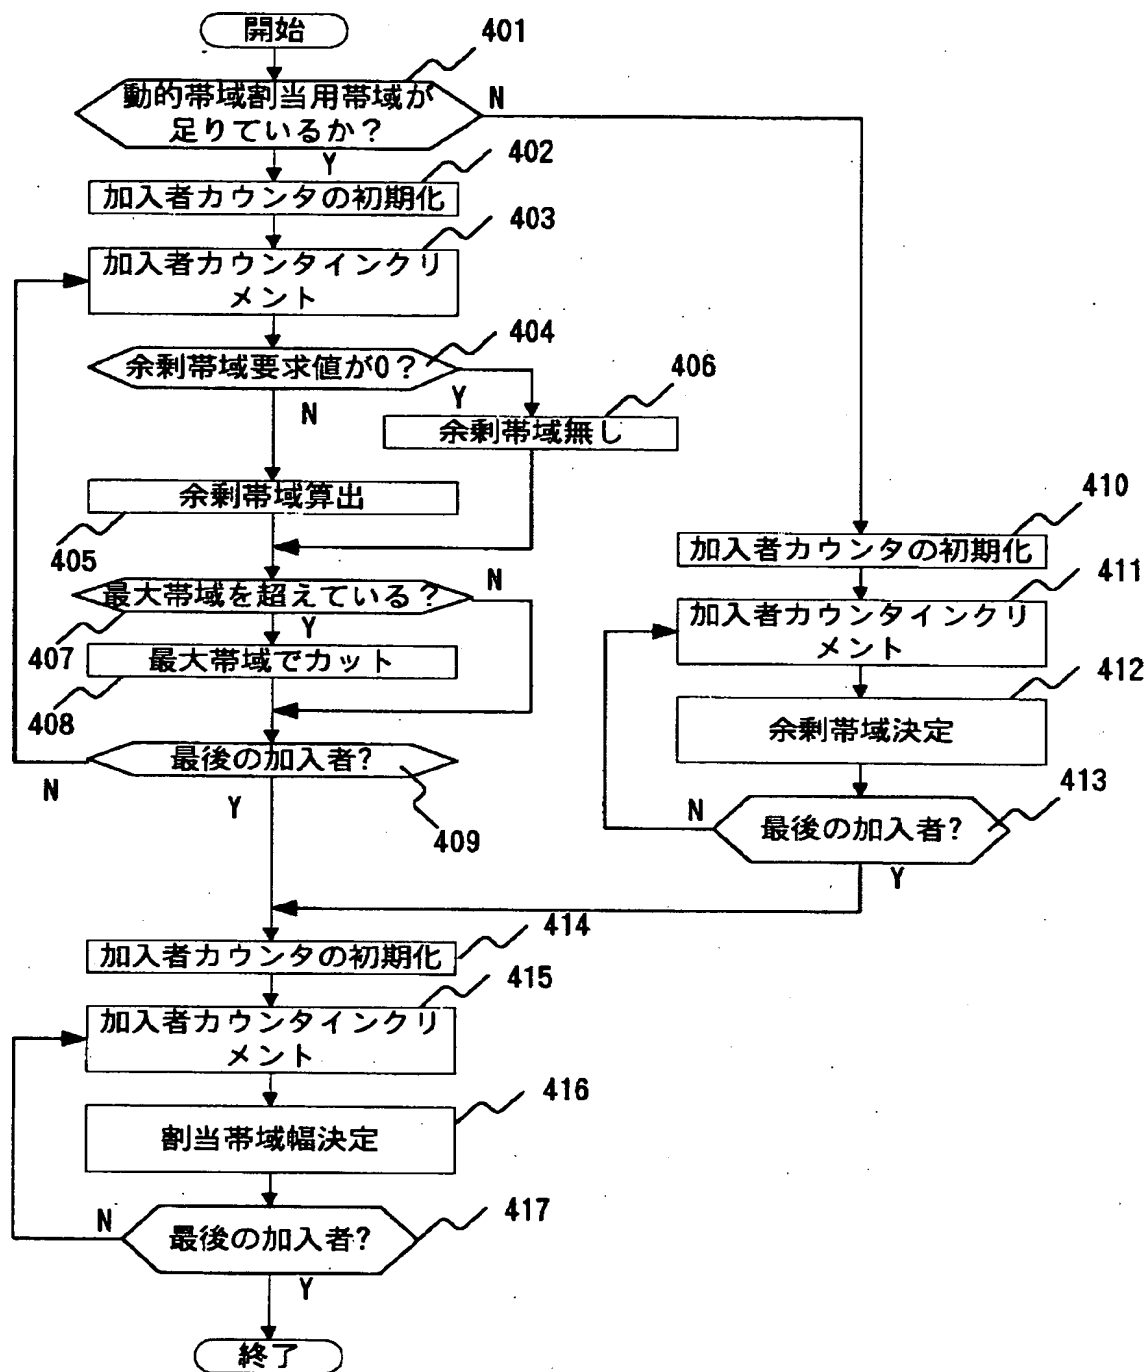 開始
401
動的帯域割当用帯域が
足りているか？
N
Y
402
加入者カウンタの初期化
403
加入者カウンタインクリ
メント
404
余剰帯域要求値が0？
Y
406
N
余剰帯域無し
余剰帯域算出
405
410
加入者カウンタの初期化
最大帯域を超えている？
N
411
407
Y
加入者カウンタインクリ
メント
最大帯域でカット
408
412
余剰帯域決定
最後の加入者?
N
Y
409
413
N
最後の加入者?
Y
414
加入者カウンタの初期化
415
加入者カウンタインクリ
メント
416
割当帯域幅決定
417
N
最後の加入者?
Y
終了